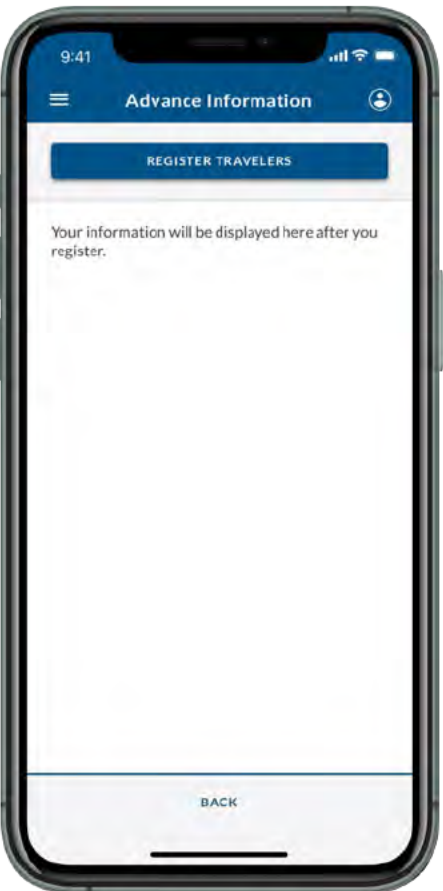 9:41
Advance Information
REGISTER TRAVELERS
Your information will be displayed here after you
register.
BACK